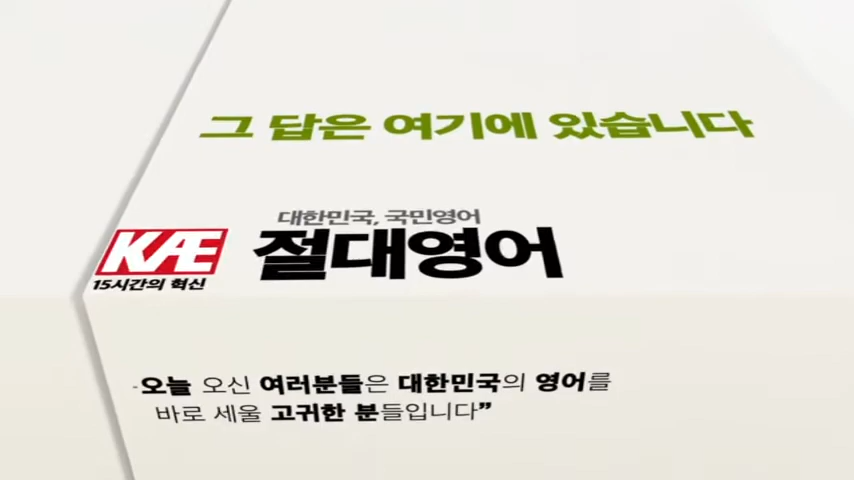 그 답은 여기에 있습니다
대한민국, 국민영어
KÆ 절대영어
15시간의 혁신
-오늘 오신 여러분들은 대한민국의 영어를
바로 세울 고귀한 분들입니다”